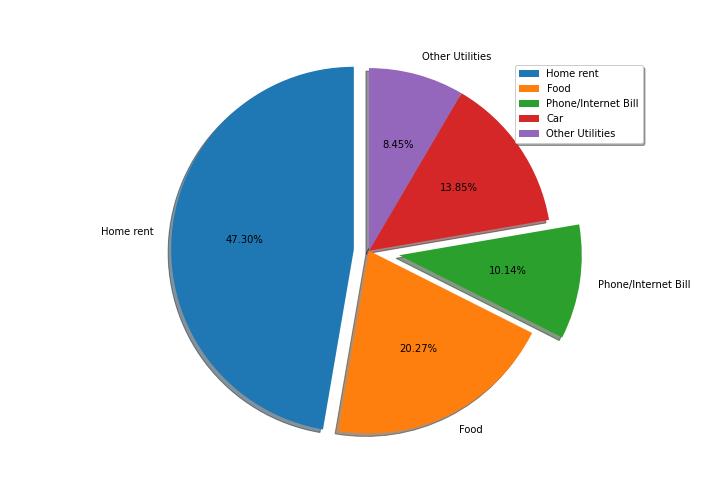 Other Utilities
Home rent
Food
Phone/Internet Bill
Car
Other Utilities
8.45%
13.85%
Home rent
47.30%
10.14%
Phone/Internet Bill
20.27%
Food